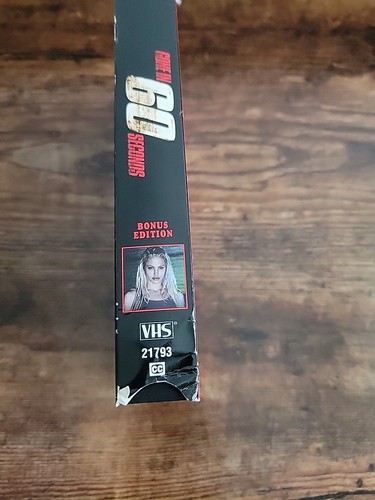 GONE IN
60
SECONDS
BONUS
EDITION
VHS
21793
CC